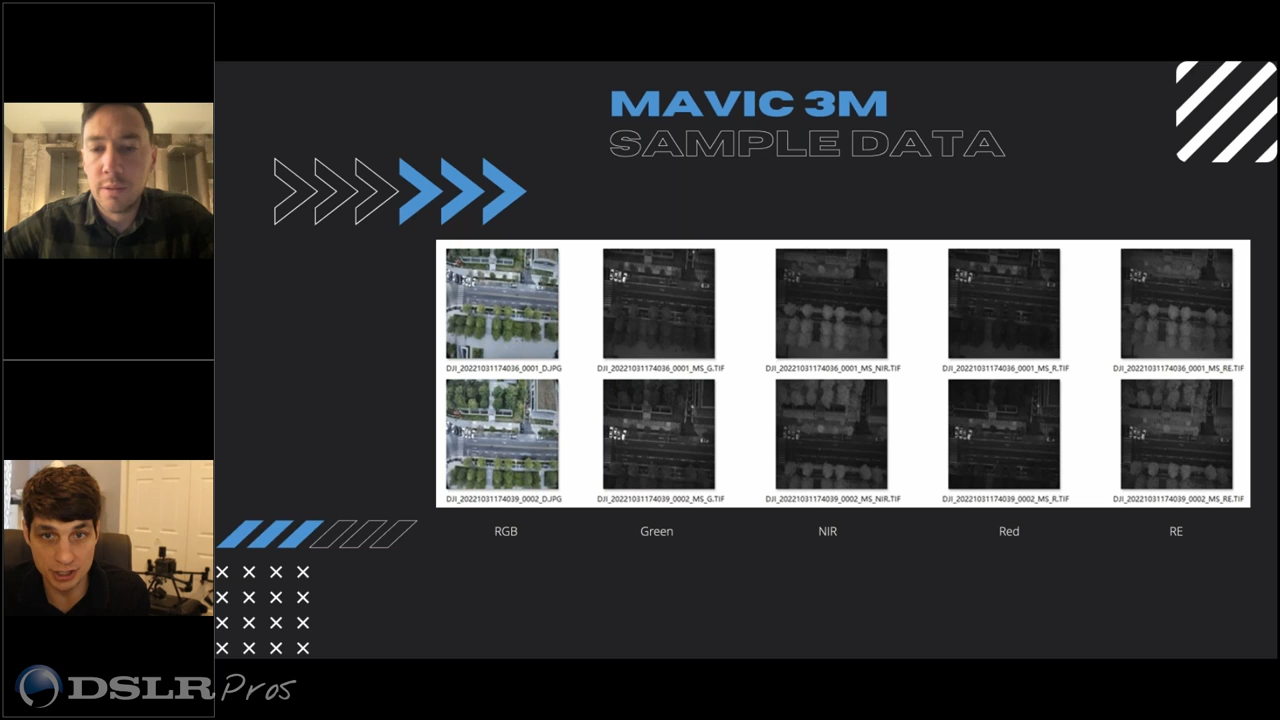 MAVIC 3M
SAMPLE DATA
DJI_20221031174036_0001_D.JPG
DJI_20221031174036_0001_MS_G.TIF
DJI_20221031174036_0001_MS_NIR.TIF
DJI_20221031174036_0001_MS_R.TIF
DJI_20221031174036_0001_MS_RE.TIF
DJI_20221031174039_0002_D.JPG
DJI_20221031174039_0002_MS_G.TIF
DJI_20221031174039_0002_MS_NIR.TIF
DJI_20221031174039_0002_MS_R.TIF
DJI_20221031174039_0002_MS_RE.TIF
RGB
Green
NIR
Red
RE
DSLR Pros